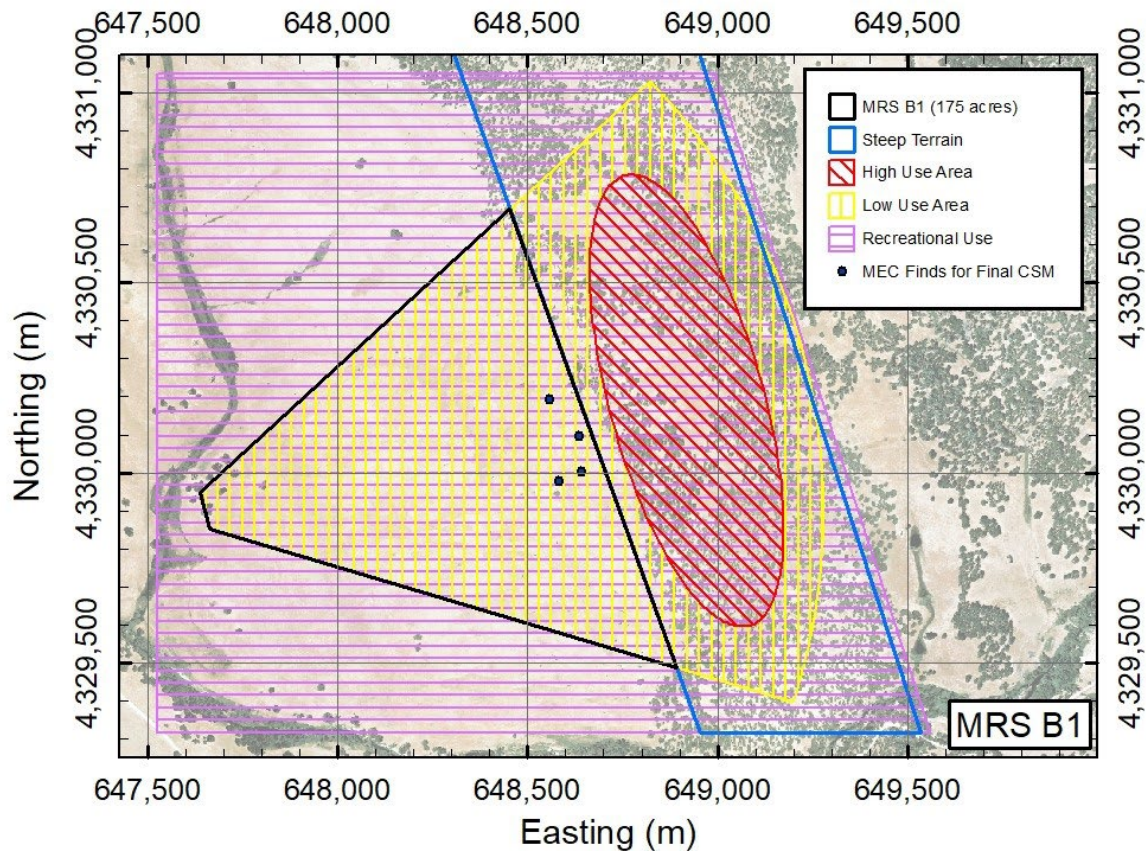 647,500 648,000 648,500 649,000 649,500
4,331,000
4,330,500
4,330,000
4,329,500
Northing (m)
MRS B1 (175 acres)
Steep Terrain
High Use Area
Low Use Area
Recreational Use
MEC Finds for Final CSM
4,331,000
4,330,500
4,330,000
4,329,500
MRS B1
647,500 648,000 648,500 649,000 649,500
Easting (m)